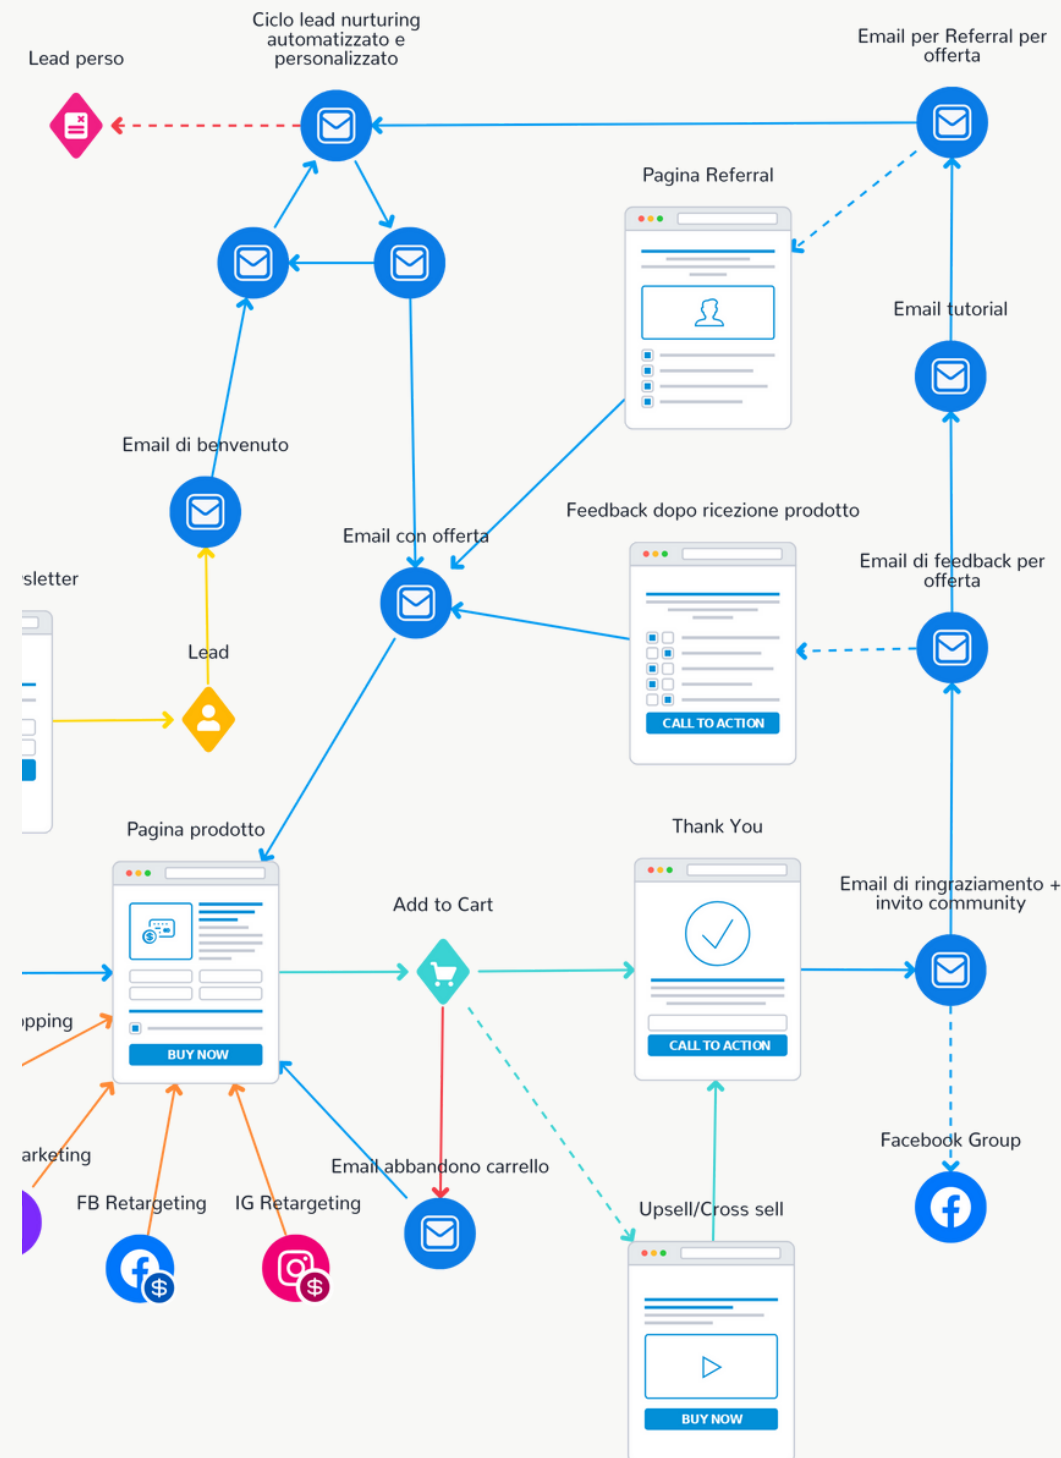 Ciclo lead nurturing
automatizzato e
personalizzato
Lead perso
Email per Referral per
offerta
Pagina Referral
Email tutorial
Email di benvenuto
Email con offerta
Feedback dopo ricezione prodotto
Email di feedback per
offerta
sletter
Lead
CALL TO ACTION
Pagina prodotto
Thank You
Add to Cart
Email di ringraziamento +
invito community
opping
BUY NOW
CALL TO ACTION
arketing
FB Retargeting
IG Retargeting
Email abbandono carrello
Facebook Group
Upsell/Cross sell
$
$
BUY NOW